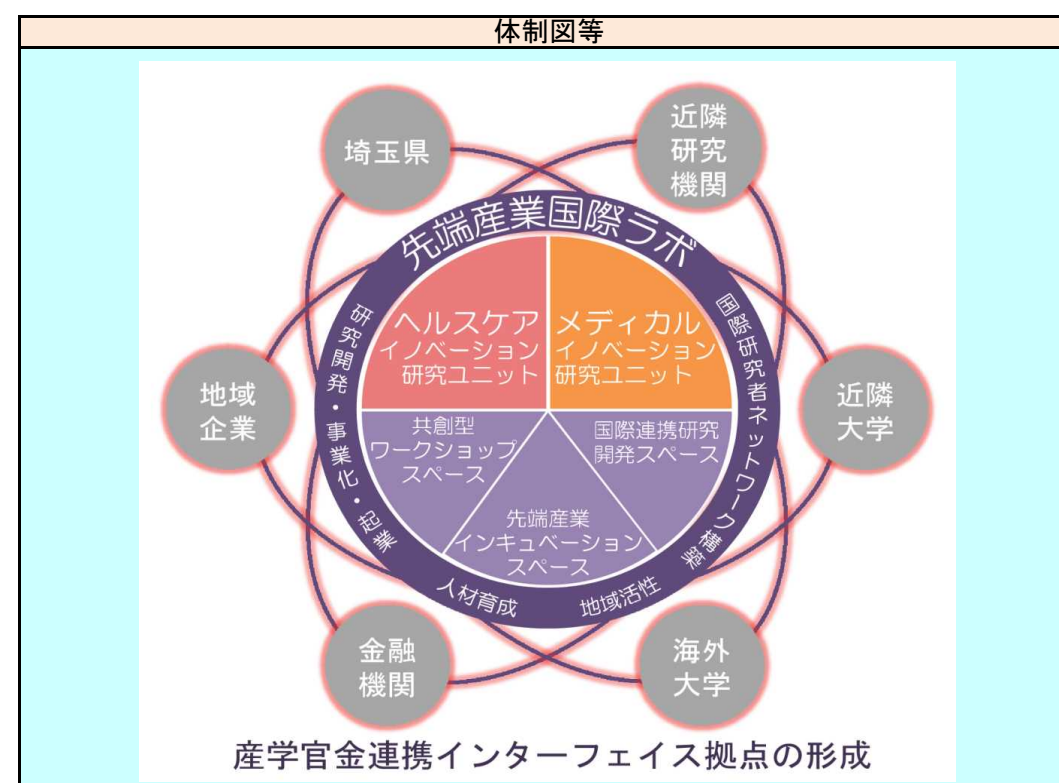 体制図等
埼玉県
近隣
研究
機関
先端産業国際ラボ
研究開発・事業化・起業
国際研究者ネットワーク構築
ヘルスケア
イノベーション
研究ユニット
メディカル
イノベーション
研究ユニット
地域
企業
近隣
大学
共創型
ワークショップ
スペース
国際連携研究
開発スペース
先端産業
インキュベーション
スペース
人材育成
地域活性
金融
機関
海外
大学
産学官金連携インターフェイス拠点の形成